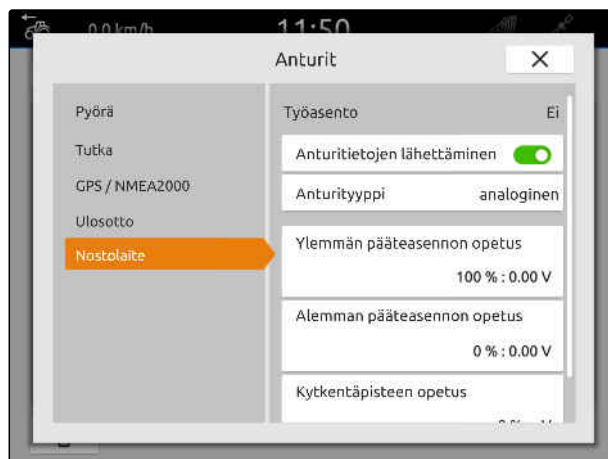 0.0 km/h
11:50
Anturit
Pyörä
Tutka
GPS / NMEA2000
Ulosotto
Nostolaite
Työasento Ei
Anturitietojen lähettäminen
Anturityyppi analoginen
Ylemmän pääteasennon opetus
100 % : 0.00 V
Alemman pääteasennon opetus
0 % : 0.00 V
Kytkentäpisteen opetus